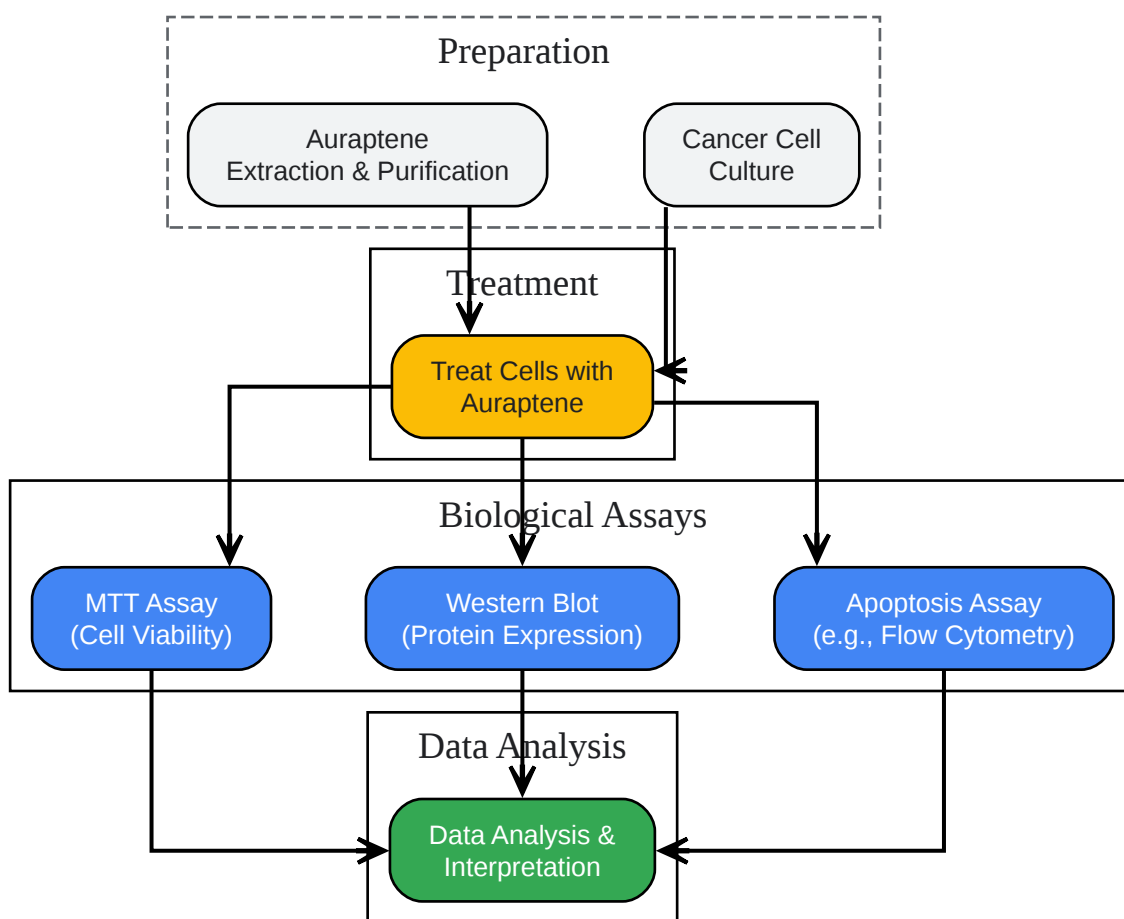 Preparation
Auraptene
Extraction & Purification
Cancer Cell
Culture
Treatment
Treat Cells with
Auraptene
Biological Assays
MTT Assay
(Cell Viability)
Western Blot
(Protein Expression)
Apoptosis Assay
(e.g., Flow Cytometry)
Data Analysis
Data Analysis &
Interpretation